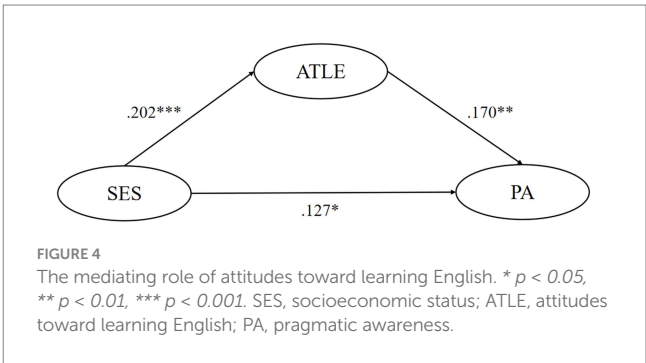 ATLE
.202***
.170**
SES
PA
.127*
FIGURE 4
The mediating role of attitudes toward learning English. * p < 0.05,
** p < 0.01, *** p < 0.001. SES, socioeconomic status; ATLE, attitudes
toward learning English; PA, pragmatic awareness.